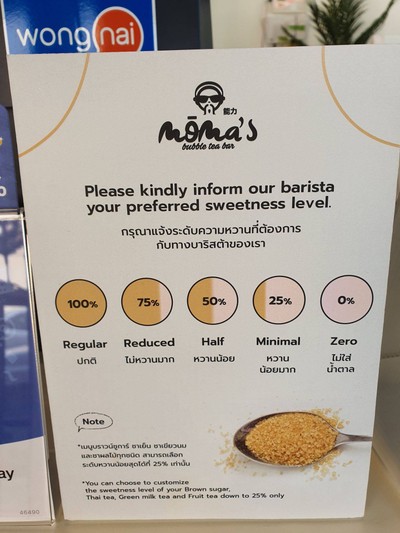 wongnai
能力
MōMa's
bubble tea bar
Please kindly inform our barista
your preferred sweetness level.
กรุณาแจ้งระดับความหวานที่ต้องการ
กับทางบาริสต้าของเรา
100% 75% 50% 25% 0%
Regular Reduced Half Minimal Zero
ปกติ ไม่หวานมาก หวานน้อย หวาน ไม่ใส่
น้อยมาก น้ำตาล
Note
*เมนูบราวน์ชูการ์ ชาเย็น ชาเขียวนม
และชาผลไม้ทุกชนิด สามารถเลือก
ระดับหวานน้อยสุดได้ที่ 25% เท่านั้น
*You can choose to customize
the sweetness level of your Brown sugar,
Thai tea, Green milk tea and Fruit tea down to 25% only
ay